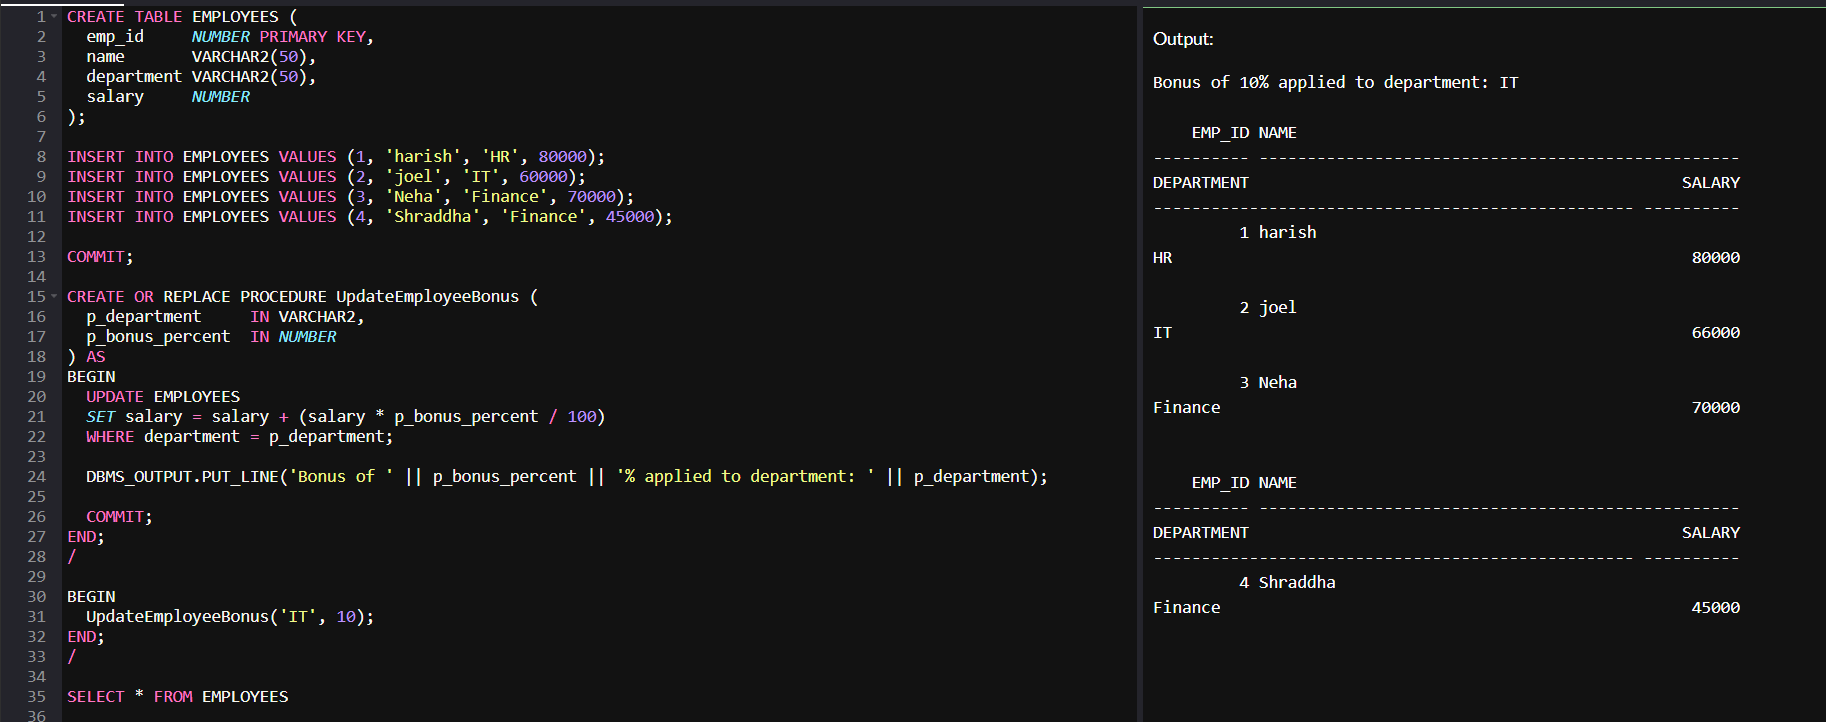 1 CREATE TABLE EMPLOYEES (
2   emp_id     NUMBER PRIMARY KEY,
3   name       VARCHAR2(50),
4   department VARCHAR2(50),
5   salary     NUMBER
6 );
7
8 INSERT INTO EMPLOYEES VALUES (1, 'harish', 'HR', 80000);
9 INSERT INTO EMPLOYEES VALUES (2, 'joel', 'IT', 60000);
10 INSERT INTO EMPLOYEES VALUES (3, 'Neha', 'Finance', 70000);
11 INSERT INTO EMPLOYEES VALUES (4, 'Shraddha', 'Finance', 45000);
12
13 COMMIT;
14
15 CREATE OR REPLACE PROCEDURE UpdateEmployeeBonus (
16   p_department     IN VARCHAR2,
17   p_bonus_percent  IN NUMBER
18 ) AS
19 BEGIN
20   UPDATE EMPLOYEES
21   SET salary = salary + (salary * p_bonus_percent / 100)
22   WHERE department = p_department;
23
24   DBMS_OUTPUT.PUT_LINE('Bonus of ' || p_bonus_percent || '% applied to department: ' || p_department);
25
26   COMMIT;
27 END;
28 /
29
30 BEGIN
31   UpdateEmployeeBonus('IT', 10);
32 END;
33 /
34
35 SELECT * FROM EMPLOYEES
36
Output:
Bonus of 10% applied to department: IT
    EMP_ID NAME
---------- --------------------------------------------------
DEPARTMENT                                             SALARY
-------------------------------------------------- ----------
         1 harish
HR                                                      80000
         2 joel
IT                                                      66000
         3 Neha
Finance                                                 70000
    EMP_ID NAME
---------- --------------------------------------------------
DEPARTMENT                                             SALARY
-------------------------------------------------- ----------
         4 Shraddha
Finance                                                 45000